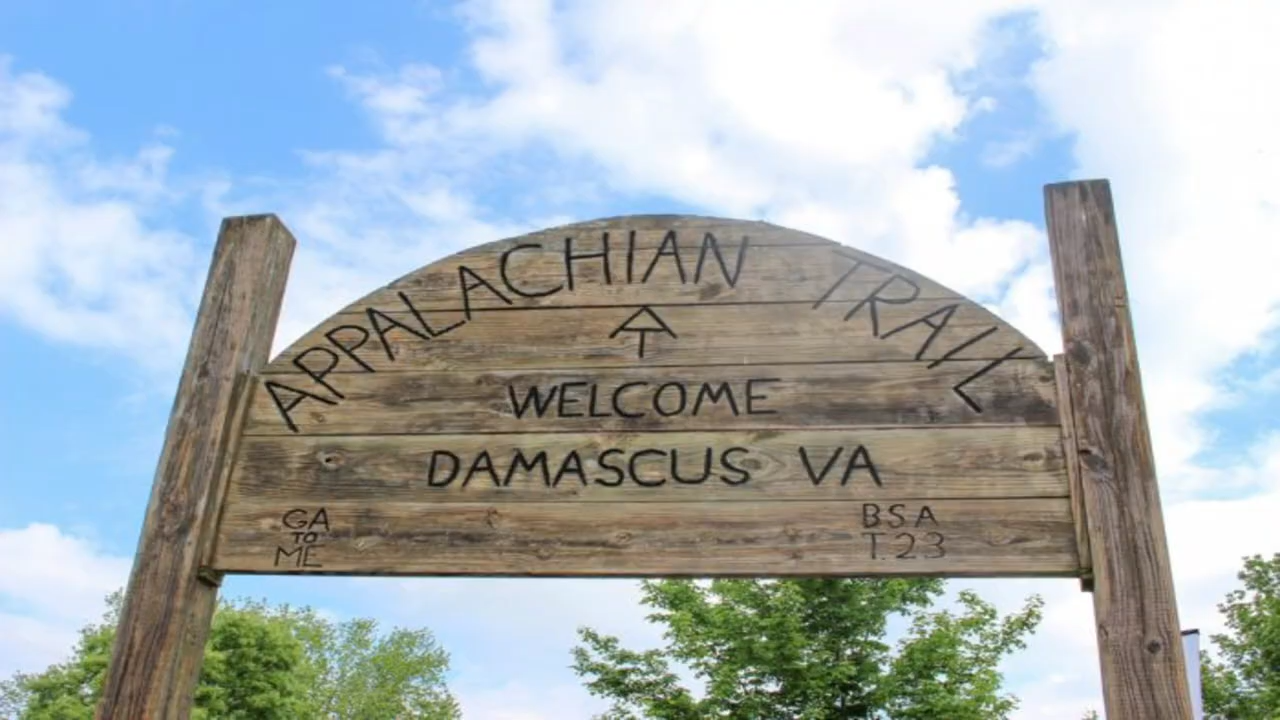 APPALACHIAN TRAIL
WELCOME
DAMASCUS VA
GA
TO
ME
BSA
T.23